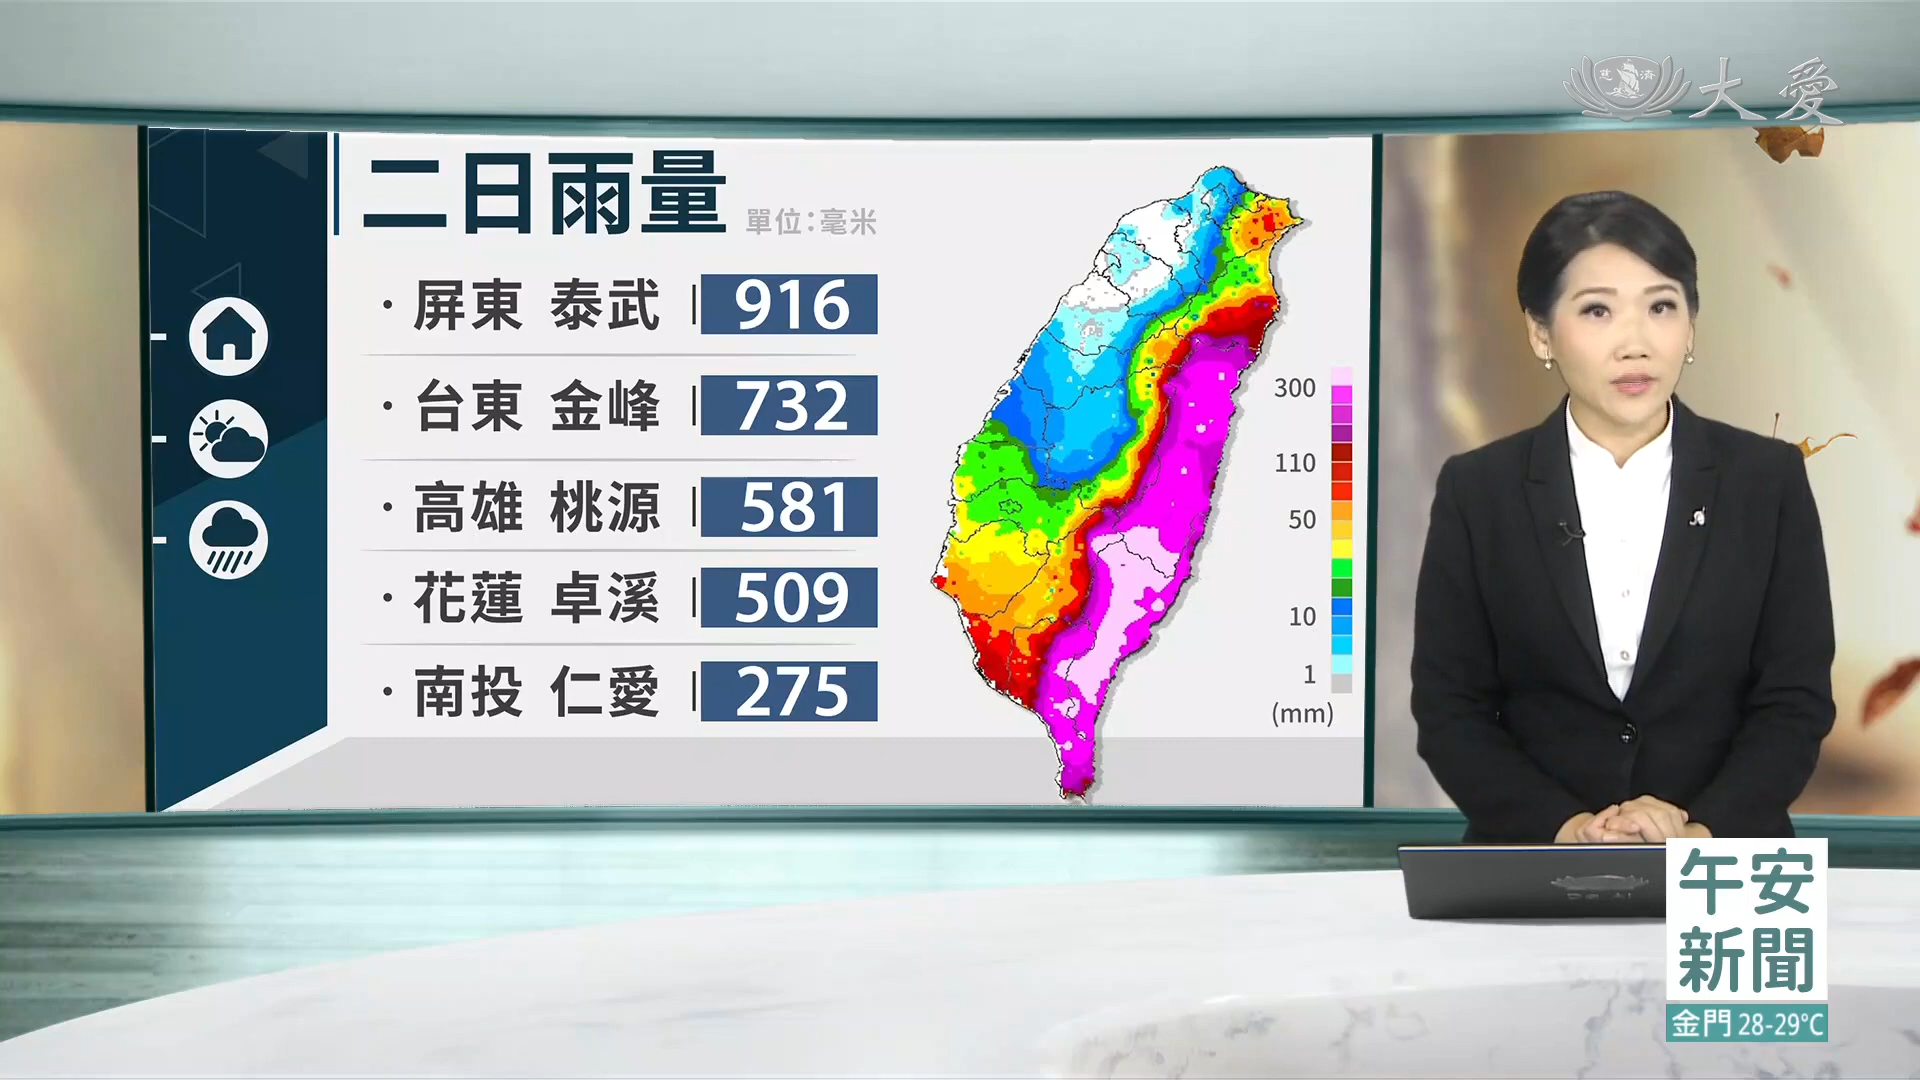 慈濟 大愛
二日雨量 單位:毫米
·屏東 泰武 916
·台東 金峰 732
·高雄 桃源 581
·花蓮 卓溪 509
·南投 仁愛 275
300
110
50
10
1
(mm)
午安
新聞
金門 28-29°C